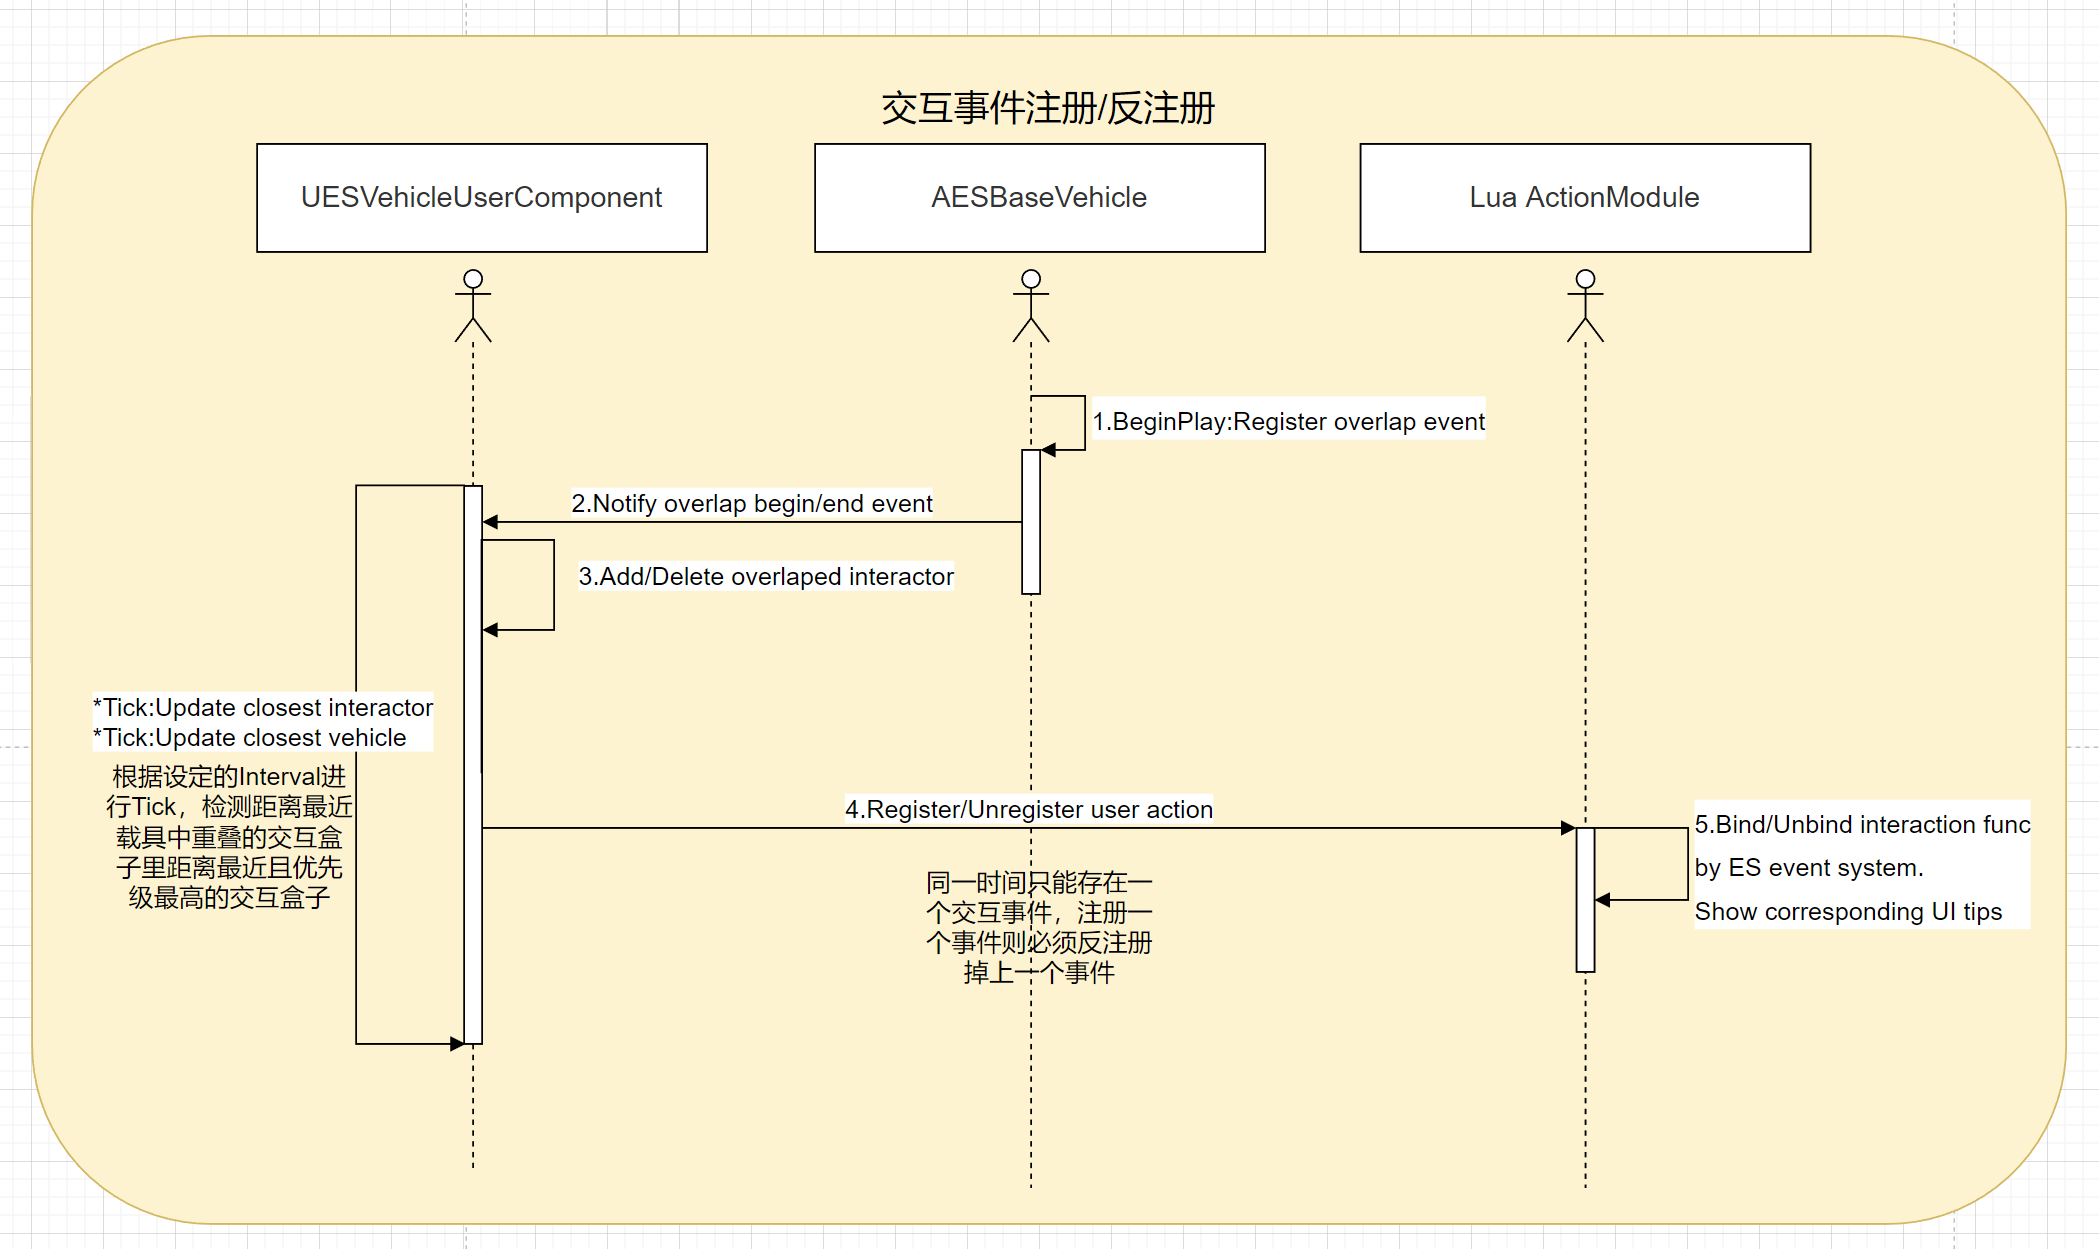 交互事件注册/反注册
UESVehicleUserComponent
AESBaseVehicle
Lua ActionModule
1.BeginPlay:Register overlap event
2.Notify overlap begin/end event
3.Add/Delete overlaped interactor
*Tick:Update closest interactor
*Tick:Update closest vehicle
根据设定的Interval进
行Tick，检测距离最近
载具中重叠的交互盒
子里距离最近且优先
级最高的交互盒子
4.Register/Unregister user action
同一时间只能存在一
个交互事件，注册一
个事件则必须反注册
掉上一个事件
5.Bind/Unbind interaction func
by ES event system.
Show corresponding UI tips